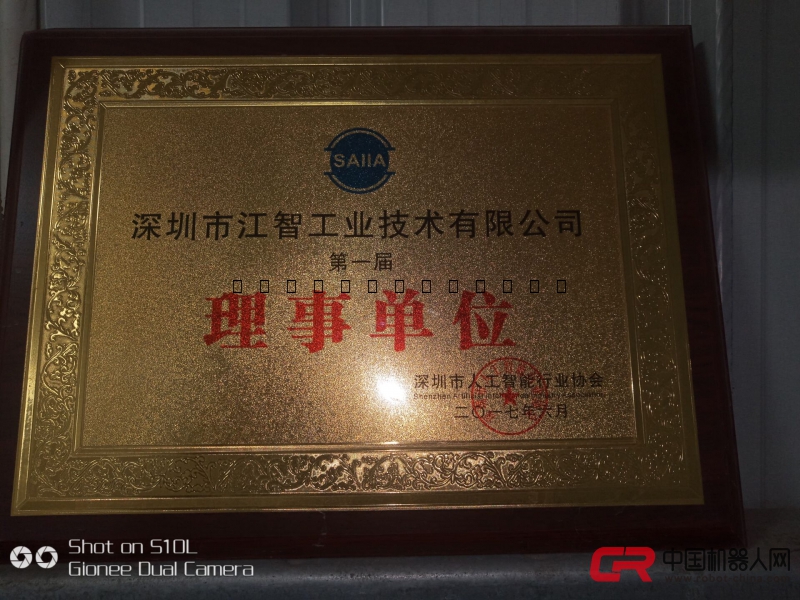 SAIIA
深圳市江智工业技术有限公司
第一届
理事单位
深圳市人工智能行业协会
二〇一七年六月
Shot on S10L
Gionee Dual Camera
CR 中国机器人网